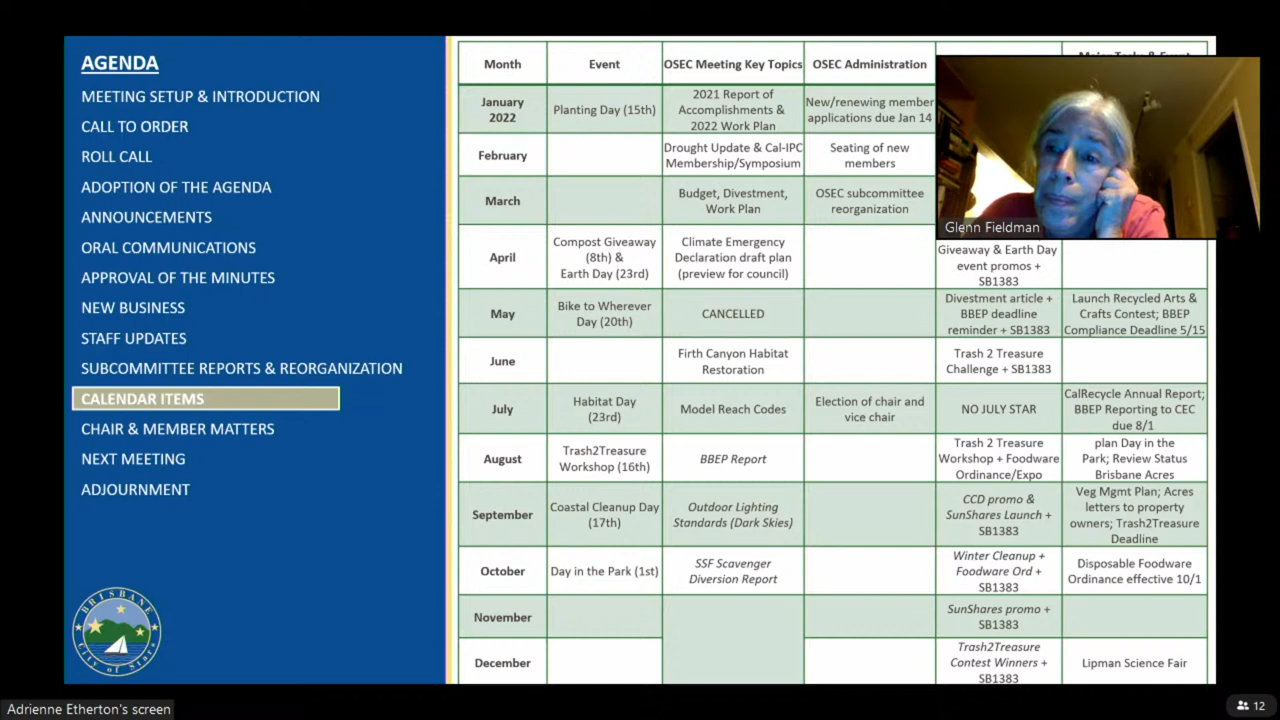 AGENDA
MEETING SETUP & INTRODUCTION
CALL TO ORDER
ROLL CALL
ADOPTION OF THE AGENDA
ANNOUNCEMENTS
ORAL COMMUNICATIONS
APPROVAL OF THE MINUTES
NEW BUSINESS
STAFF UPDATES
SUBCOMMITTEE REPORTS & REORGANIZATION
CALENDAR ITEMS
CHAIR & MEMBER MATTERS
NEXT MEETING
ADJOURNMENT
BRISBANE
City of Stars
Month
Event
OSEC Meeting Key Topics
OSEC Administration
January
2022
Planting Day (15th)
2021 Report of
Accomplishments &
2022 Work Plan
New/renewing member
applications due Jan 14
February
Drought Update & Cal-IPC
Membership/Symposium
Seating of new
members
March
Budget, Divestment,
Work Plan
OSEC subcommittee
reorganization
Glenn Fieldman
April
Compost Giveaway
(8th) &
Earth Day (23rd)
Climate Emergency
Declaration draft plan
(preview for council)
Giveaway & Earth Day
event promos +
SB1383
May
Bike to Wherever
Day (20th)
CANCELLED
Divestment article +
BBEP deadline
reminder + SB1383
Launch Recycled Arts &
Crafts Contest; BBEP
Compliance Deadline 5/15
June
Firth Canyon Habitat
Restoration
Trash 2 Treasure
Challenge + SB1383
July
Habitat Day
(23rd)
Model Reach Codes
Election of chair and
vice chair
NO JULY STAR
CalRecycle Annual Report;
BBEP Reporting to CEC
due 8/1
August
Trash2Treasure
Workshop (16th)
BBEP Report
Trash 2 Treasure
Workshop + Foodware
Ordinance/Expo
plan Day in the
Park; Review Status
Brisbane Acres
September
Coastal Cleanup Day
(17th)
Outdoor Lighting
Standards (Dark Skies)
CCD promo &
SunShares Launch +
SB1383
Veg Mgmt Plan; Acres
letters to property
owners; Trash2Treasure
Deadline
October
Day in the Park (1st)
SSF Scavenger
Diversion Report
Winter Cleanup +
Foodware Ord +
SB1383
Disposable Foodware
Ordinance effective 10/1
November
SunShares promo +
SB1383
December
Trash2Treasure
Contest Winners +
SB1383
Lipman Science Fair
Adrienne Etherton's screen
12